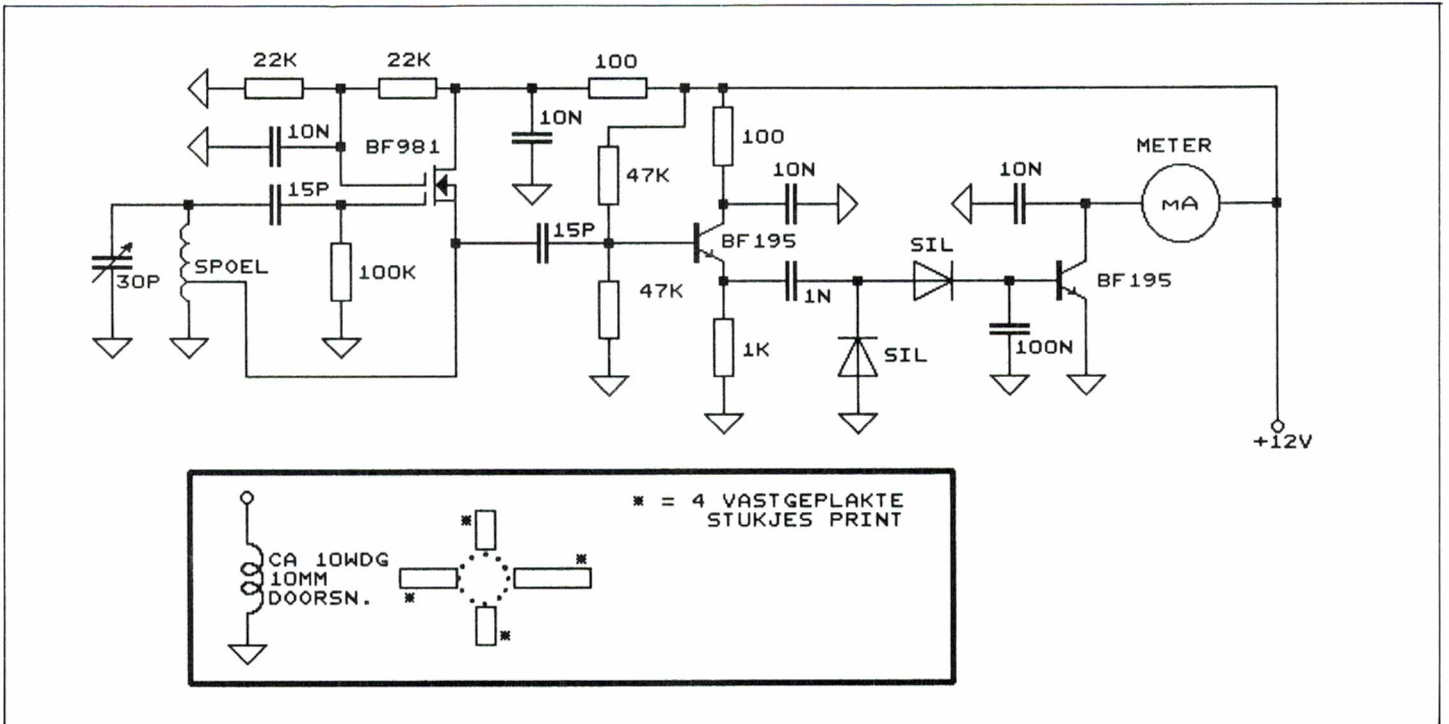 22K
22K
100
10N
BF981
10N
100
METER
15P
47K
10N
10N
MA
15P
BF195
SIL
30P
SPOEL
100K
47K
1N
BF195
1K
SIL
100N
+12V
* = 4 VASTGEPLAKTE
STUKJES PRINT
*
CA 10WDG
10MM
DOORSN.
*
*
*